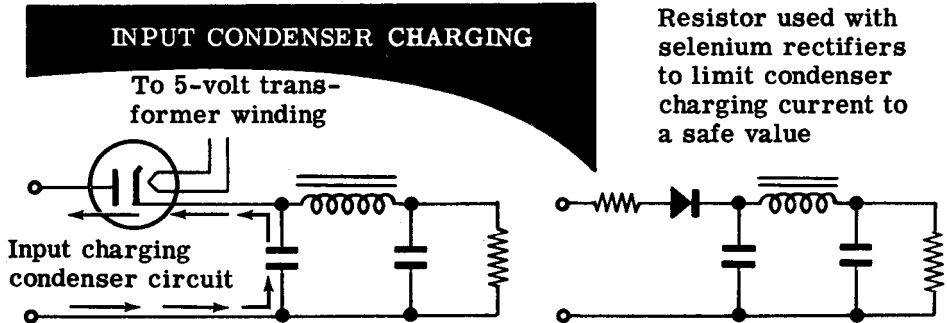 INPUT CONDENSER CHARGING
To 5-volt trans-
former winding
Input charging
condenser circuit
Resistor used with
selenium rectifiers
to limit condenser
charging current to
a safe value